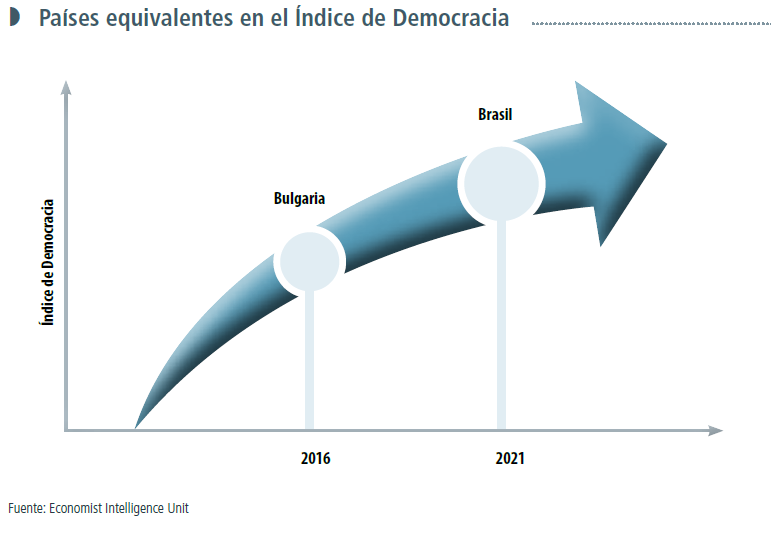 Países equivalentes en el Índice de Democracia
Brasil
Bulgaria
Índice de Democracia
2016
2021
Fuente: Economist Intelligence Unit